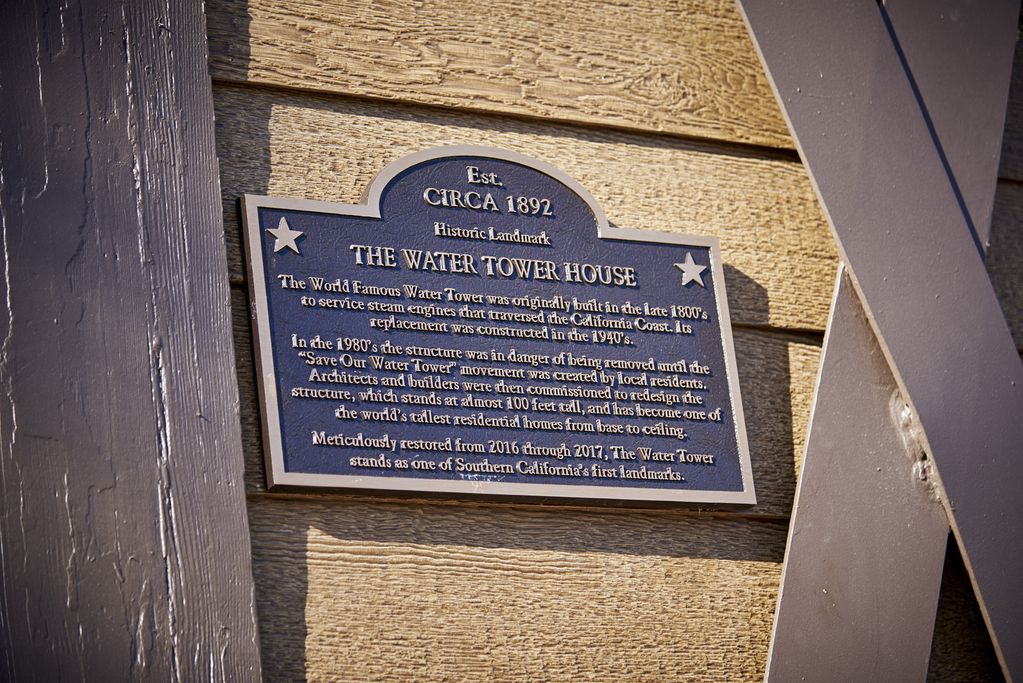 Est.
CIRCA 1892
Historic Landmark
THE WATER TOWER HOUSE
The World Famous Water Tower was originally built in the late 1800's
to service steam engines that traversed the California Coast. Its
replacement was constructed in the 1940's.
In the 1980's the structure was in danger of being removed until the
"Save Our Water Tower" movement was created by local residents.
Architects and builders were then commissioned to redesign the
structure, which stands at almost 100 feet tall, and has become one of
the world's tallest residential homes from base to ceiling.
Meticulously restored from 2016 through 2017, The Water Tower
stands as one of Southern California's first landmarks.